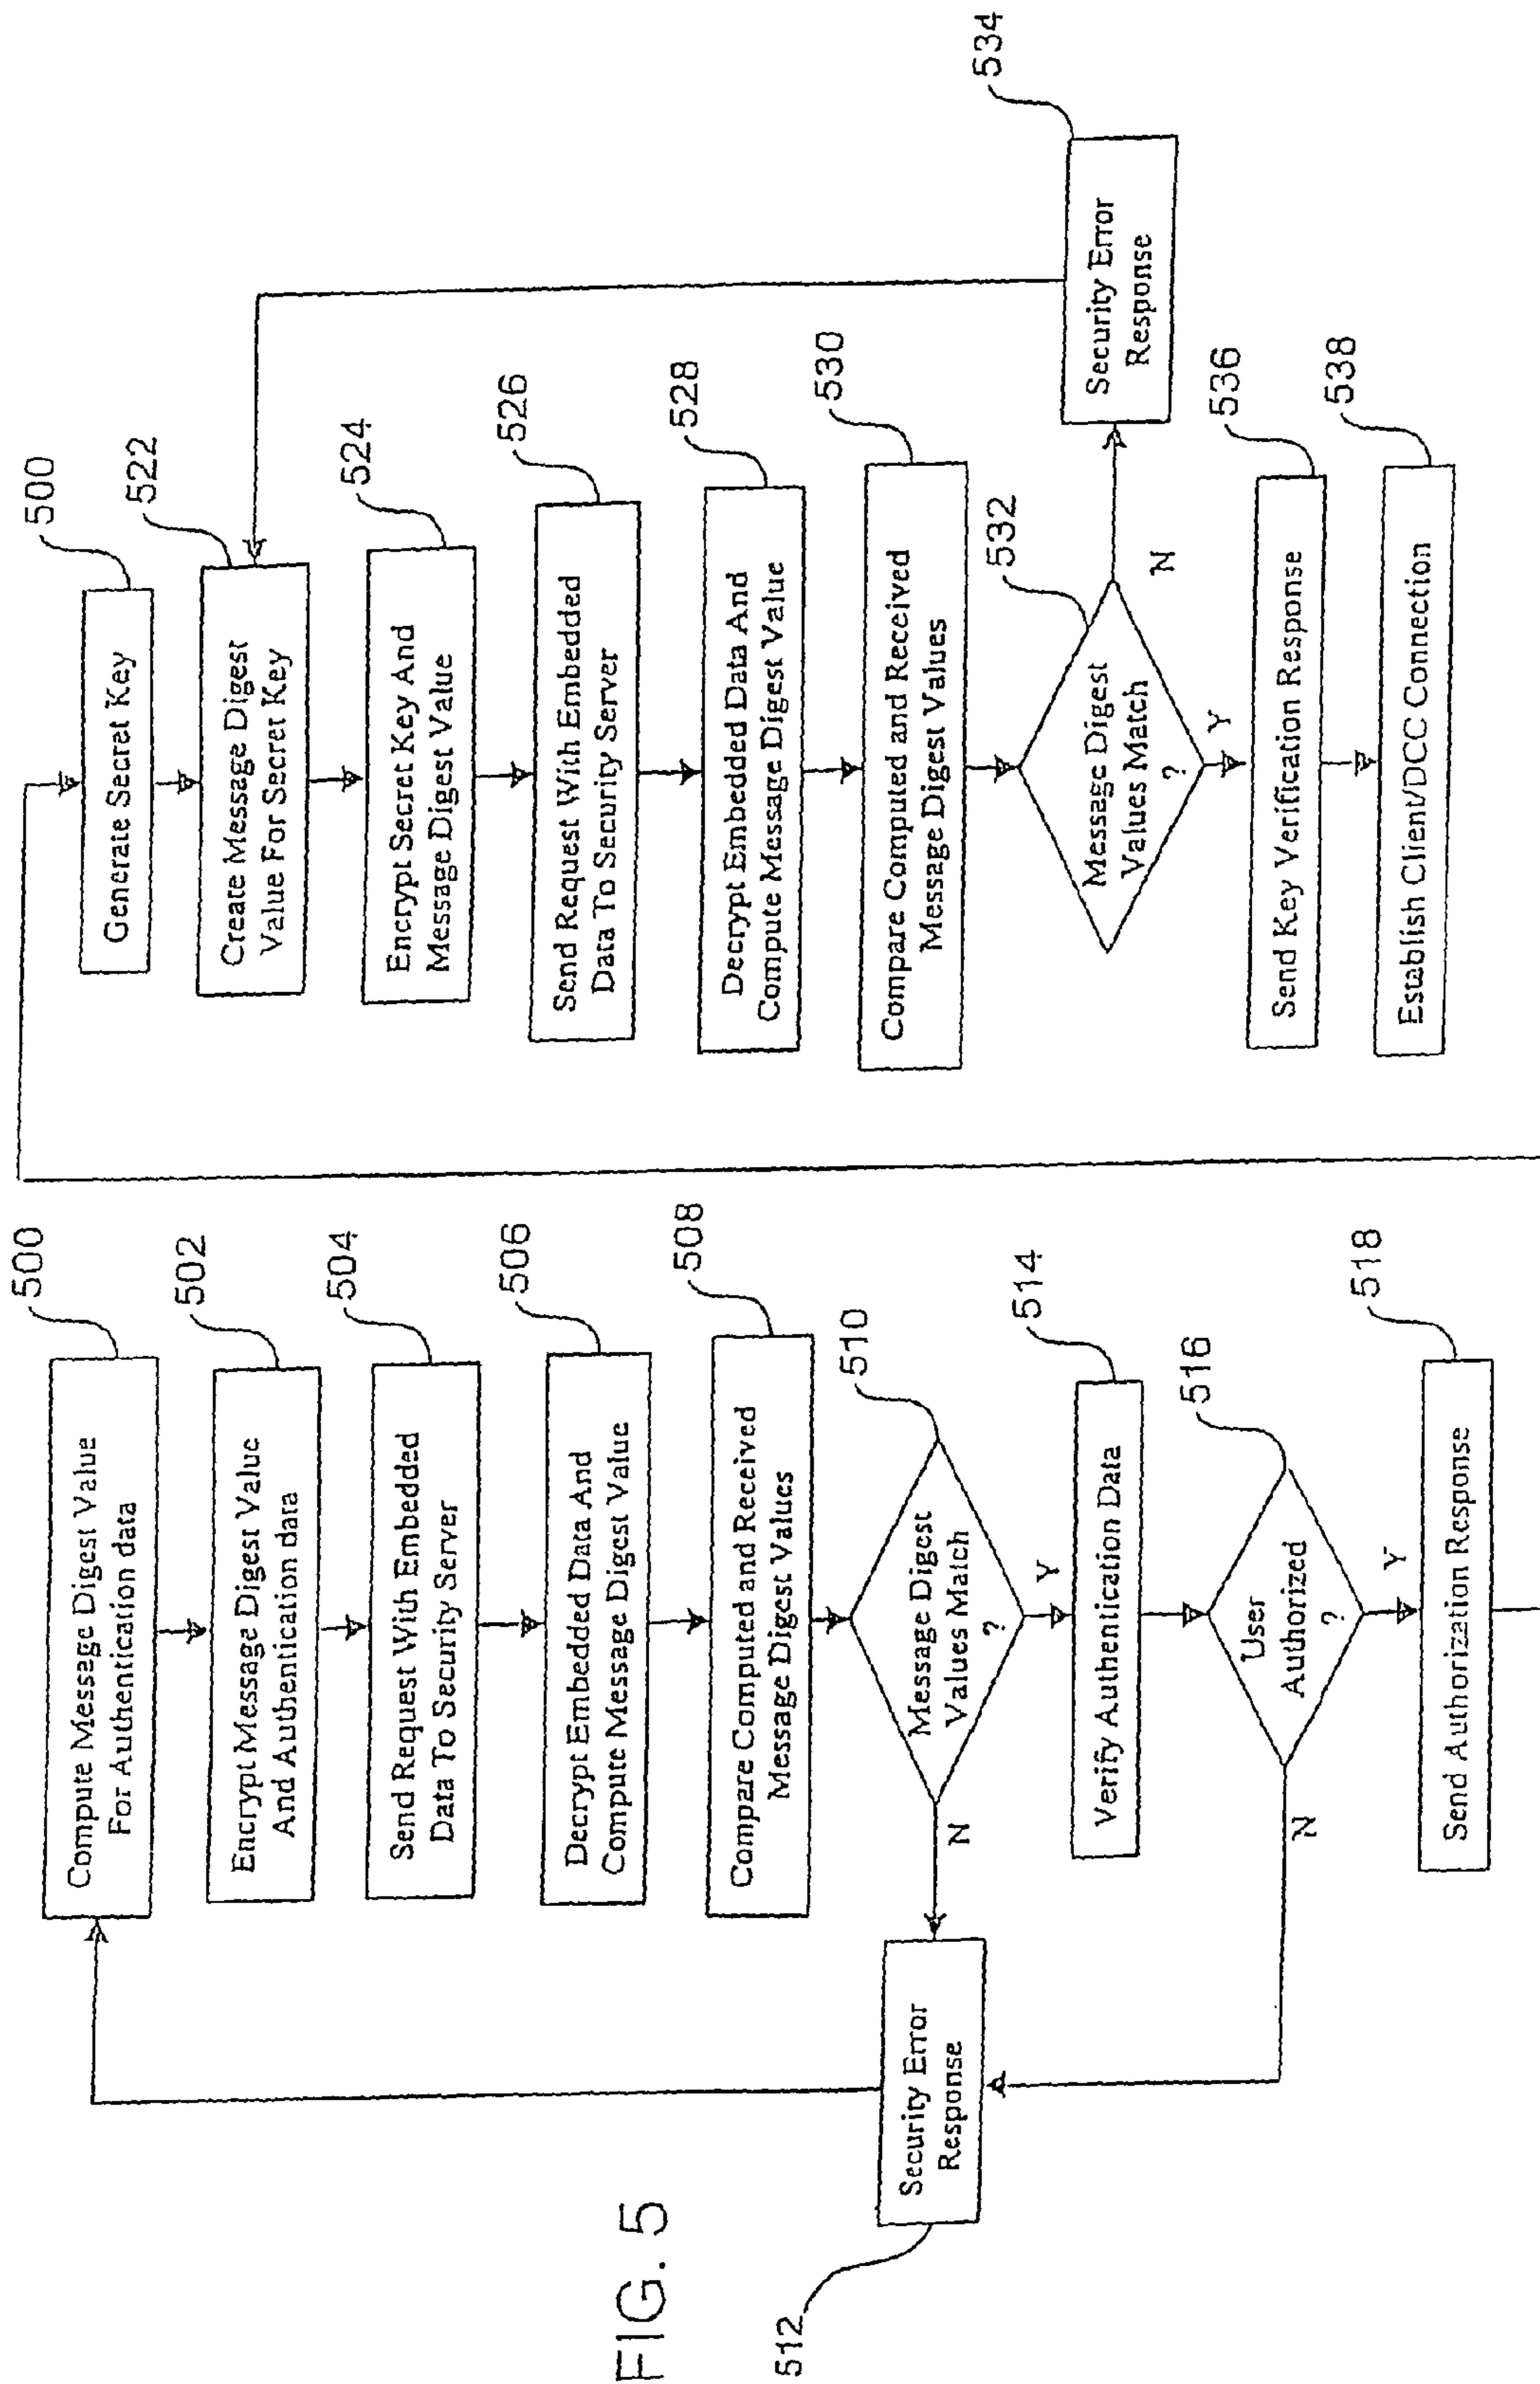 FIG. 5
500
Compute Message Digest Value
For Authentication data
502
Encrypt Message Digest Value
And Authentication data
504
Send Request With Embedded
Data To Security Server
506
Decrypt Embedded Data And
Compute Message Digest Value
508
Compare Computed and Received
Message Digest Values
510
Message Digest
Values Match
?
N
Y
512
Security Error
Response
514
Verify Authentication Data
516
User
Authorized
?
N
Y
518
Send Authorization Response
500
Generate Secret Key
522
Create Message Digest
Value For Secret Key
524
Encrypt Secret Key And
Message Digest Value
526
Send Request With Embedded
Data To Security Server
528
Decrypt Embedded Data And
Compute Message Digest Value
530
Compare Computed and Received
Message Digest Values
532
Message Digest
Values Match
?
N
Y
534
Security Error
Response
536
Send Key Verification Response
538
Establish Client/DCC Connection